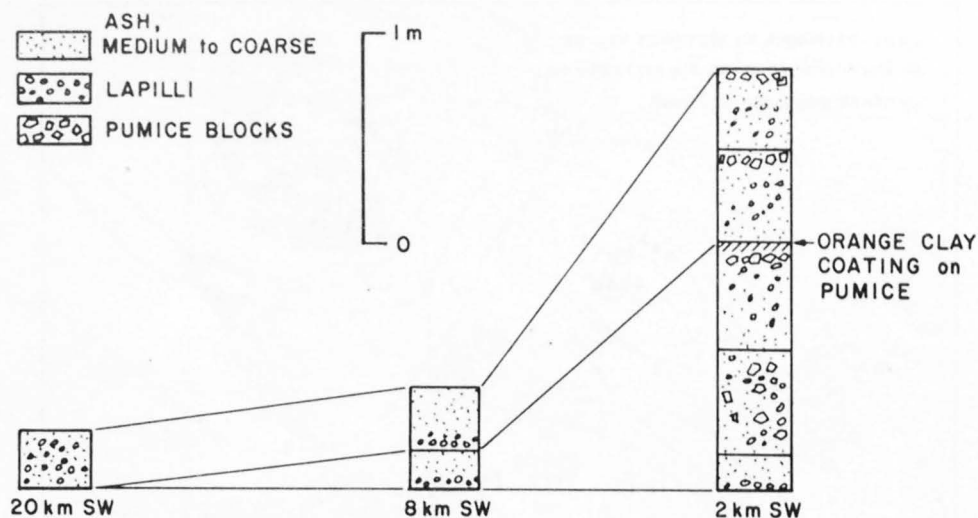 ASH,
MEDIUM to COARSE
LAPILLI
PUMICE BLOCKS
1 m
0
ORANGE CLAY
COATING on
PUMICE
20 km SW
8 km SW
2 km SW